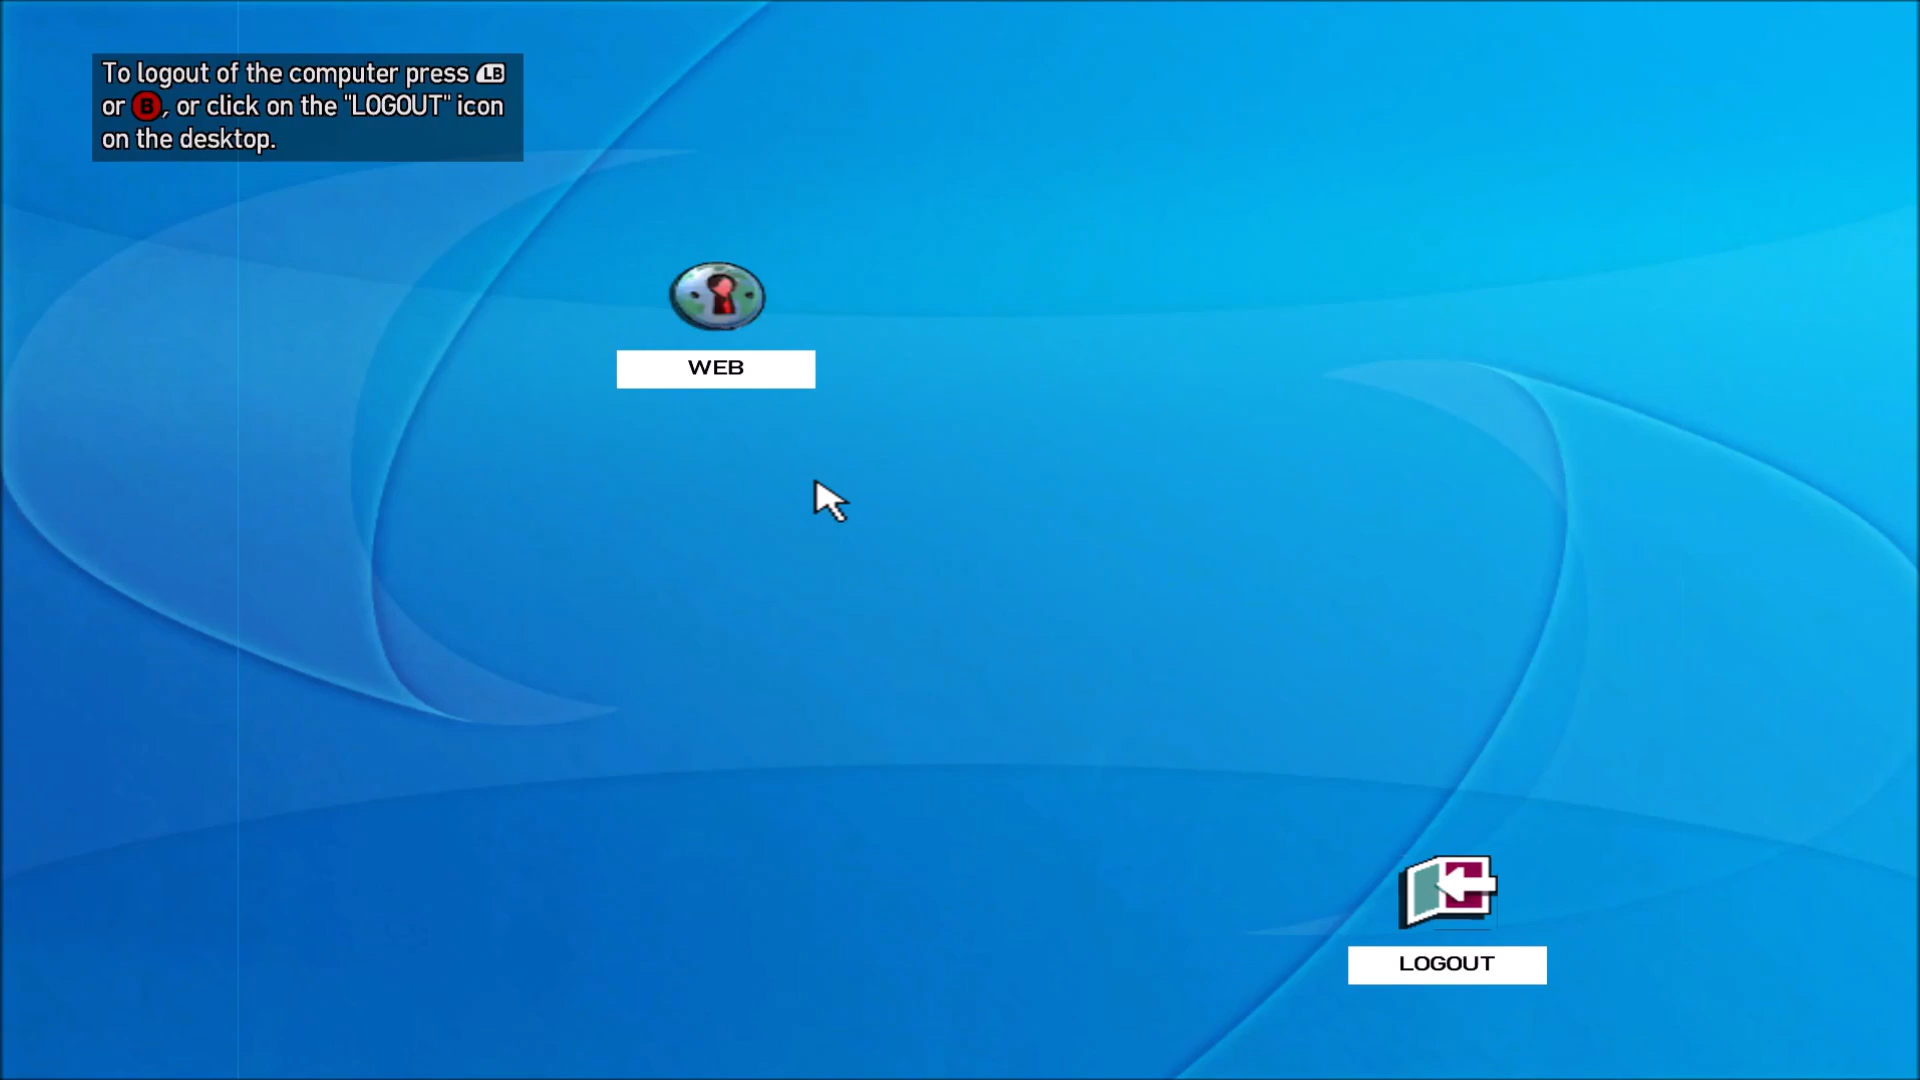 To logout of the computer press LB
or B, or click on the "LOGOUT" icon
on the desktop.
WEB
LOGOUT